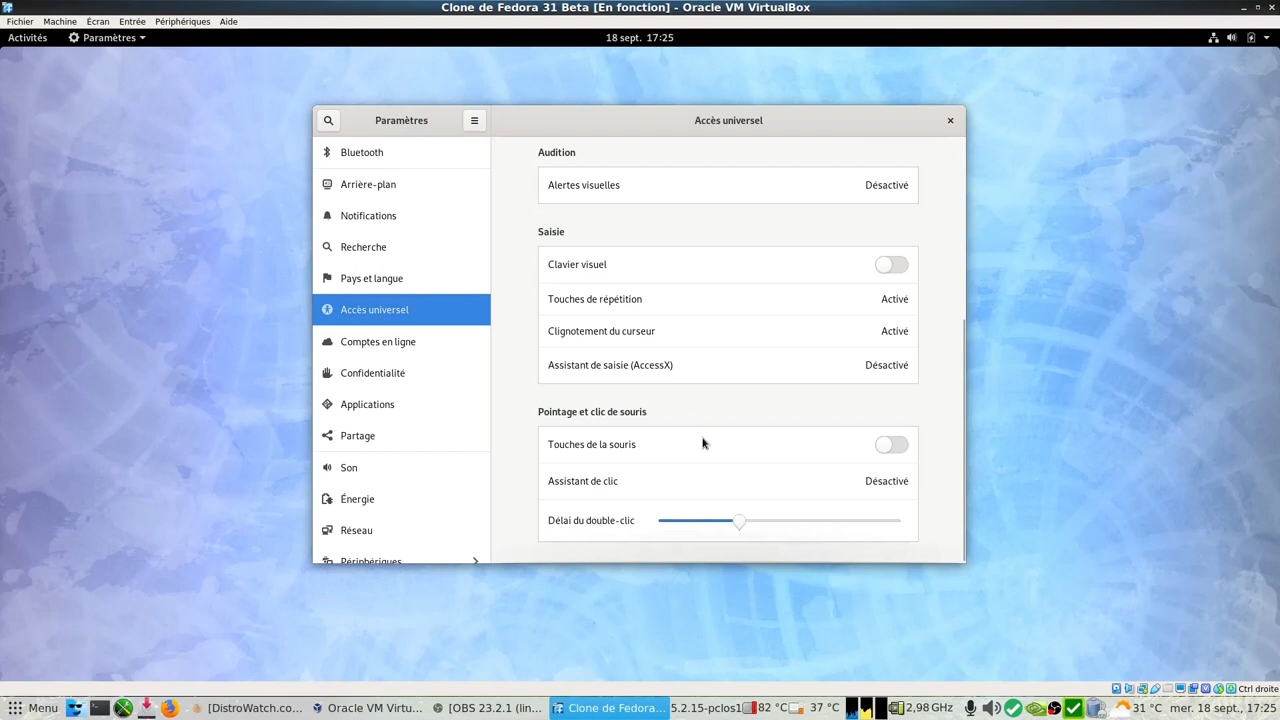 Clone de Fedora 31 Beta [En fonction] - Oracle VM VirtualBox
Fichier Machine Écran Entrée Périphériques Aide
Activités Paramètres 18 sept. 17:25
Paramètres Accès universel
Bluetooth
Arrière-plan
Notifications
Recherche
Pays et langue
Accès universel
Comptes en ligne
Confidentialité
Applications
Partage
Son
Énergie
Réseau
Périphériques
Audition
Alertes visuelles Désactivé
Saisie
Clavier visuel
Touches de répétition Activé
Clignotement du curseur Activé
Assistant de saisie (AccessX) Désactivé
Pointage et clic de souris
Touches de la souris
Assistant de clic Désactivé
Délai du double-clic
Ctrl droite
Menu [DistroWatch.co... Oracle VM Virtu... [OBS 23.2.1 (lin... Clone de Fedora... 5.2.15-pclos1 82 °C 37 °C 2,98 GHz 31 °C mer. 18 sept., 17:25